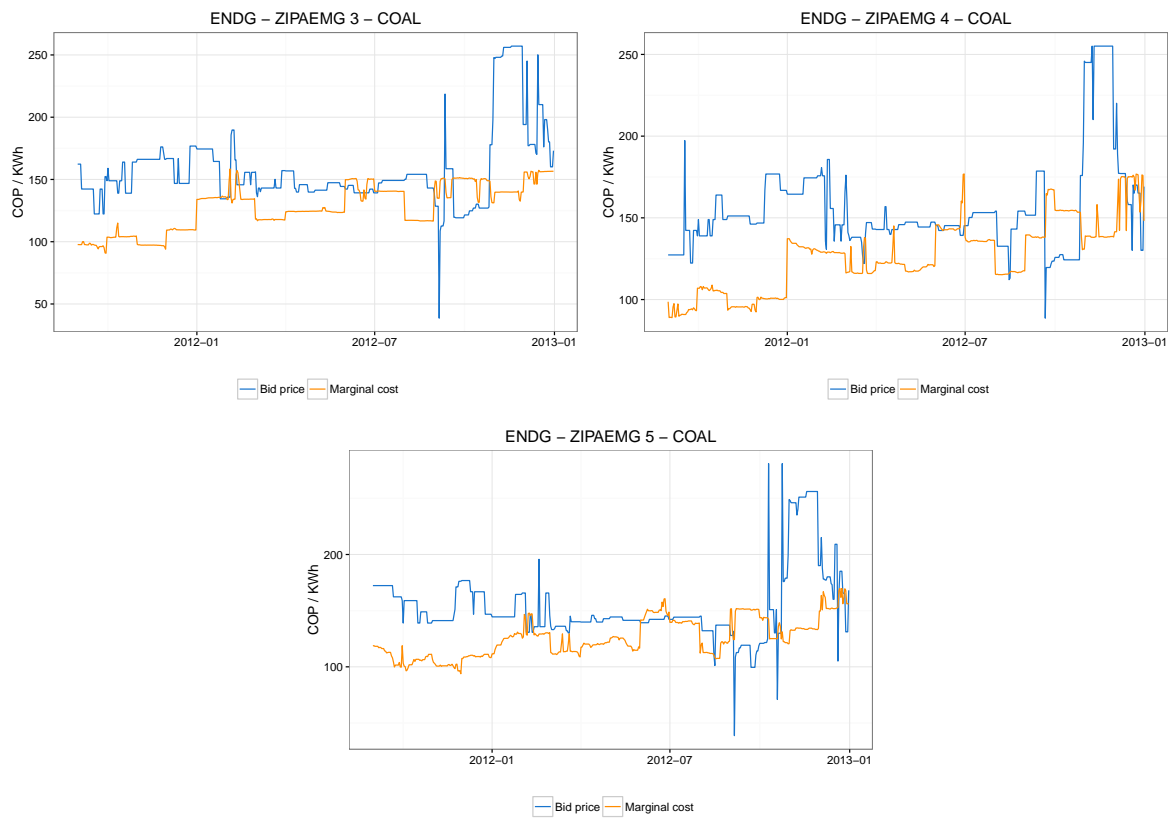 ENDG − ZIPAEMG 3 − COAL
COP / KWh
250
200
150
100
50
2012−01
2012−07
2013−01
Bid price
Marginal cost
ENDG − ZIPAEMG 4 − COAL
COP / KWh
250
200
150
100
2012−01
2012−07
2013−01
Bid price
Marginal cost
ENDG − ZIPAEMG 5 − COAL
COP / KWh
200
100
2012−01
2012−07
2013−01
Bid price
Marginal cost